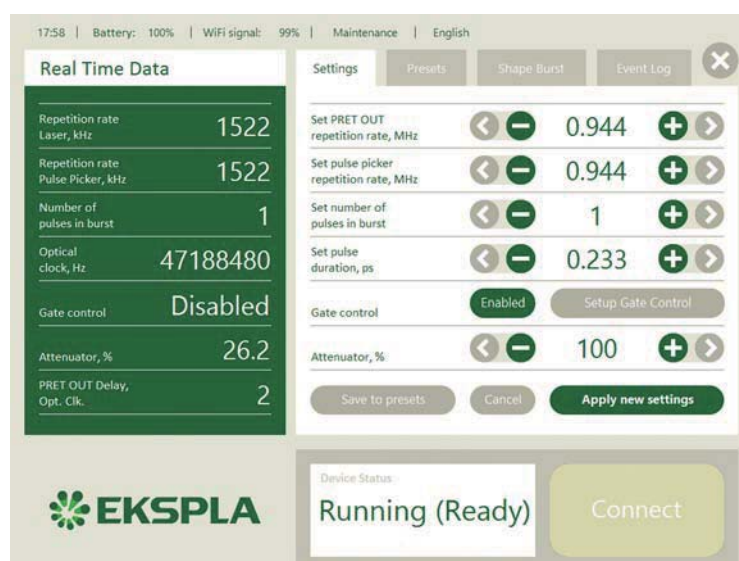 17:58 | Battery: 100% | WiFi signal: 99% | Maintenance | English
Real Time Data
Repetition rate
Laser, kHz
1522
Repetition rate
Pulse Picker, kHz
1522
Number of
pulses in burst
1
Optical
clock, Hz
47188480
Gate control
Disabled
Attenuator, %
26.2
PRET OUT Delay,
Opt. Clk.
2
Settings
Presets
Shape Burst
Event Log
Set PRET OUT
repetition rate, MHz
0.944
Set pulse picker
repetition rate, MHz
0.944
Set number of
pulses in burst
1
Set pulse
duration, ps
0.233
Gate control
Enabled
Setup Gate Control
Attenuator, %
100
Save to presets
Cancel
Apply new settings
EKSPLA
Device Status
Running (Ready)
Connect